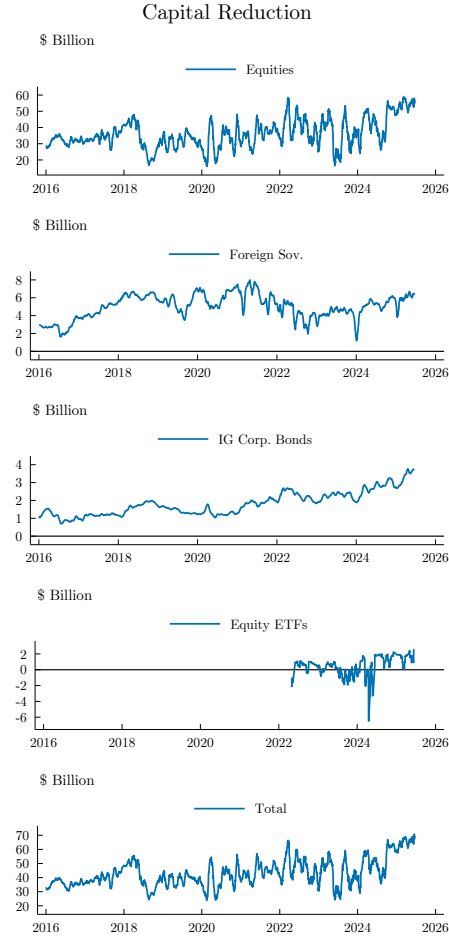 Capital Reduction
$ Billion
Equities
60
50
40
30
20
2016 2018 2020 2022 2024 2026
$ Billion
Foreign Sov.
8
6
4
2
0
2016 2018 2020 2022 2024 2026
$ Billion
IG Corp. Bonds
4
3
2
1
0
2016 2018 2020 2022 2024 2026
$ Billion
Equity ETFs
2
0
-2
-4
-6
2016 2018 2020 2022 2024 2026
$ Billion
Total
70
60
50
40
30
20
2016 2018 2020 2022 2024 2026